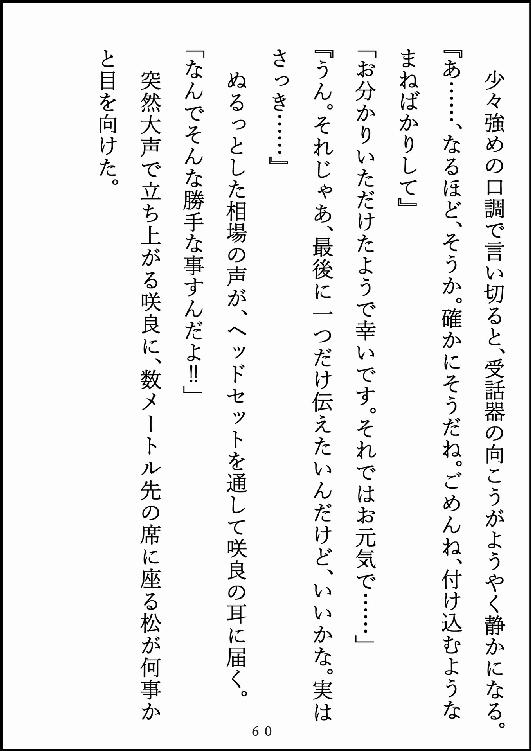 少々強めの口調で言い切ると、受話器の向こうがようやく静かになる。
『あ……、なるほど、そうか。確かにそうだね。ごめんね、付け込むような
まねばかりして』
「お分かりいただけたようで幸いです。それではお元気で……」
『うん。それじゃあ、最後に一つだけ伝えたいんだけど、いいかな。実は
さっき……』
　ぬるっとした相場の声が、ヘッドセットを通して咲良の耳に届く。
「なんでそんな勝手な事すんだよ‼」
　突然大声で立ち上がる咲良に、数メートル先の席に座る松が何事か
と目を向けた。
60